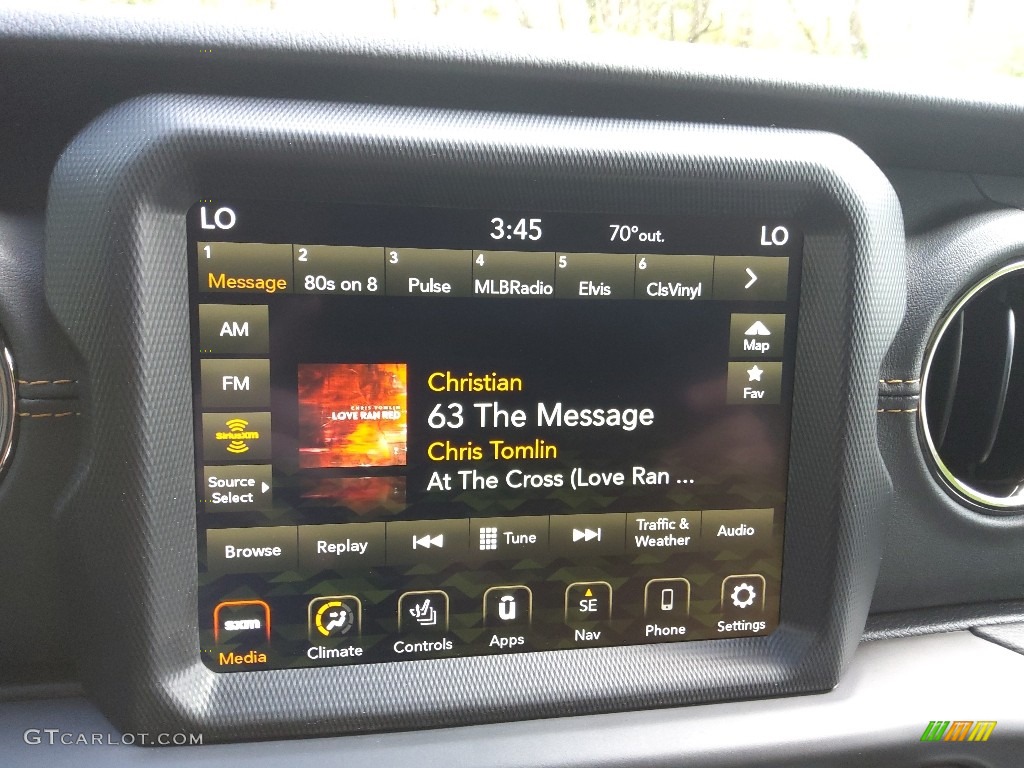 LO 3:45 70°out. LO
1 Message 2 80s on 8 3 Pulse 4 MLBRadio 5 Elvis 6 ClsVinyl
AM
Map
FM
Fav
SiriusXM
Source
Select
CHRIS TOMLIN
LOVE RAN RED
Christian
63 The Message
Chris Tomlin
At The Cross (Love Ran ...
Browse Replay Tune Traffic &
Weather Audio
sxm
Media Climate Controls Apps SE
Nav Phone Settings
GTCARLOT.COM